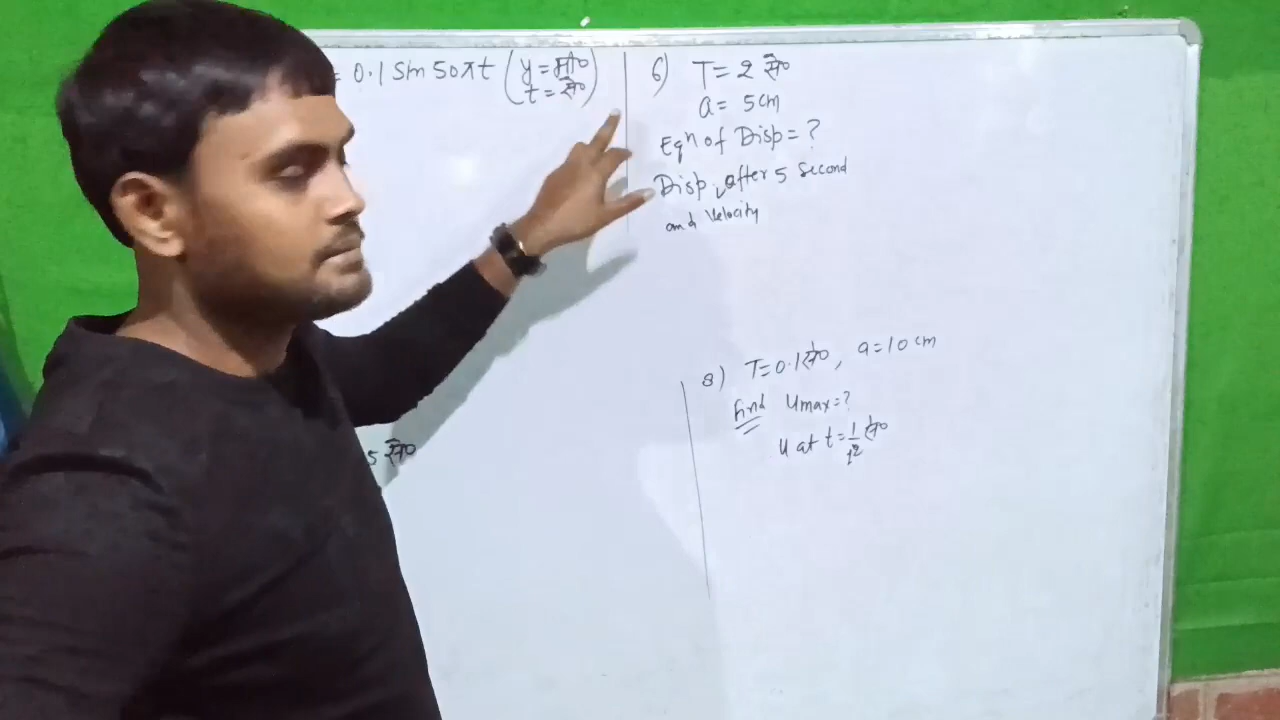 = 0.1 Sin 50πt (y = मी०
t = से०)
6) T = 2 से०
a = 5 cm
Eqn of Disp = ?
Disp, after 5 Second
and Velocity
5 से०
8) T = 0.1 से०, a = 10 cm
Find Umax = ?
U at t = 1/12 से०